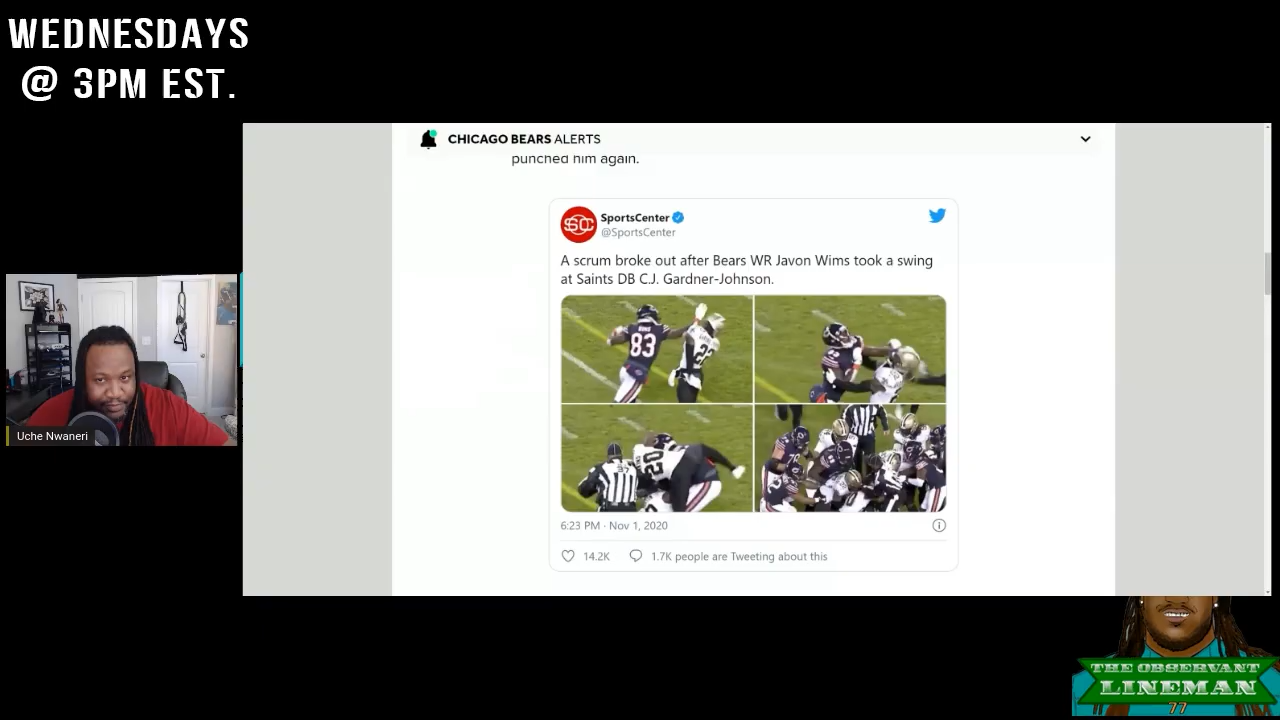 WEDNESDAYS
@ 3PM EST.
CHICAGO BEARS ALERTS
punched him again.
SportsCenter
@SportsCenter
A scrum broke out after Bears WR Javon Wims took a swing
at Saints DB C.J. Gardner-Johnson.
83
20
6:23 PM · Nov 1, 2020
14.2K
1.7K people are Tweeting about this
Uche Nwaneri
THE OBSERVANT
LINEMAN
77